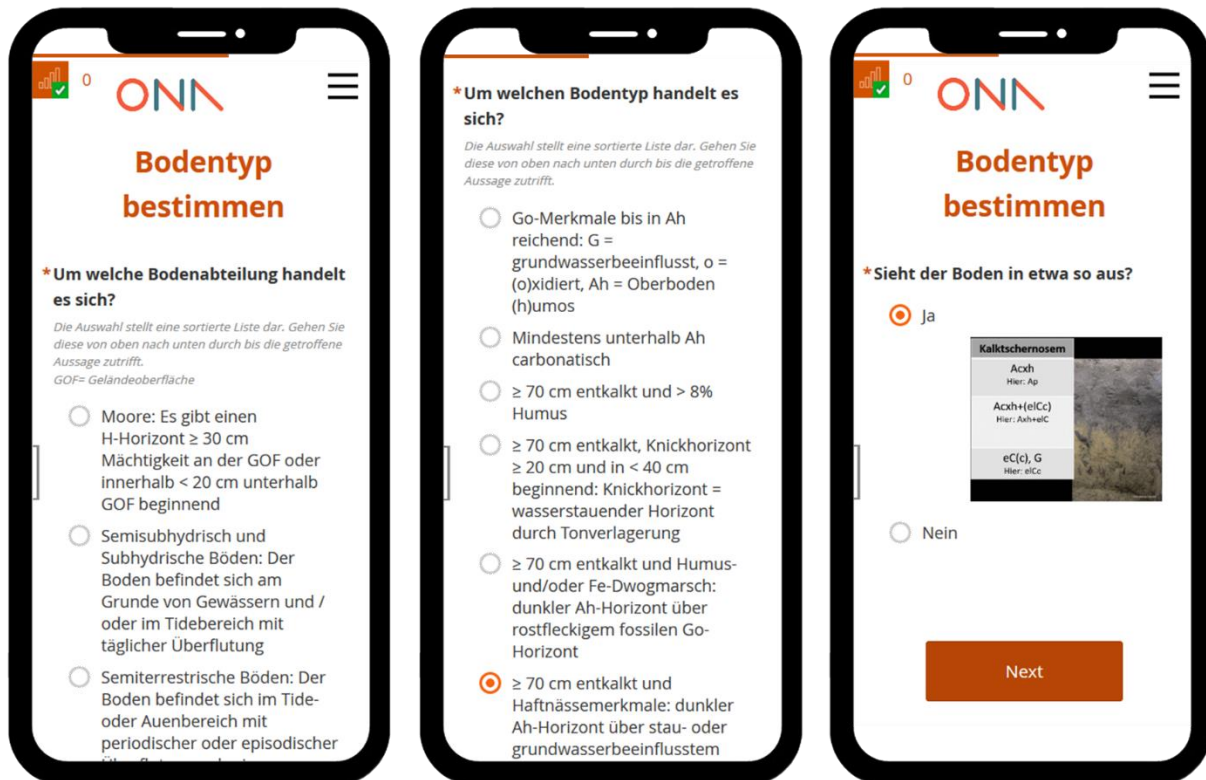 0
ONA
Bodentyp
bestimmen
*Um welche Bodenabteilung handelt
es sich?
Die Auswahl stellt eine sortierte Liste dar. Gehen Sie
diese von oben nach unten durch bis die getroffene
Aussage zutrifft.
GOF= Geländeoberfläche
Moore: Es gibt einen
H-Horizont ≥ 30 cm
Mächtigkeit an der GOF oder
innerhalb < 20 cm unterhalb
GOF beginnend
Semisubhydrisch und
Subhydrische Böden: Der
Boden befindet sich am
Grunde von Gewässern und /
oder im Tidebereich mit
täglicher Überflutung
Semiterrestrische Böden: Der
Boden befindet sich im Tide-
oder Auenbereich mit
periodischer oder episodischer
*Um welchen Bodentyp handelt es
sich?
Die Auswahl stellt eine sortierte Liste dar. Gehen Sie
diese von oben nach unten durch bis die getroffene
Aussage zutrifft.
Go-Merkmale bis in Ah
reichend: G =
grundwasserbeeinflusst, o =
(o)xidiert, Ah = Oberboden
(h)umos
Mindestens unterhalb Ah
carbonatisch
≥ 70 cm entkalkt und > 8%
Humus
≥ 70 cm entkalkt, Knickhorizont
≥ 20 cm und in < 40 cm
beginnend: Knickhorizont =
wasserstauender Horizont
durch Tonverlagerung
≥ 70 cm entkalkt und Humus-
und/oder Fe-Dwogmarsch:
dunkler Ah-Horizont über
rostfleckigem fossilen Go-
Horizont
≥ 70 cm entkalkt und
Haftnässemerkmale: dunkler
Ah-Horizont über stau- oder
grundwasserbeeinflusstem
0
ONA
Bodentyp
bestimmen
*Sieht der Boden in etwa so aus?
Ja
Kalktschernosem
Acxh
Hier: Ap
Acxh+(elCc)
Hier: Axh+elC
eC(c), G
Hier: elCc
Nein
Next